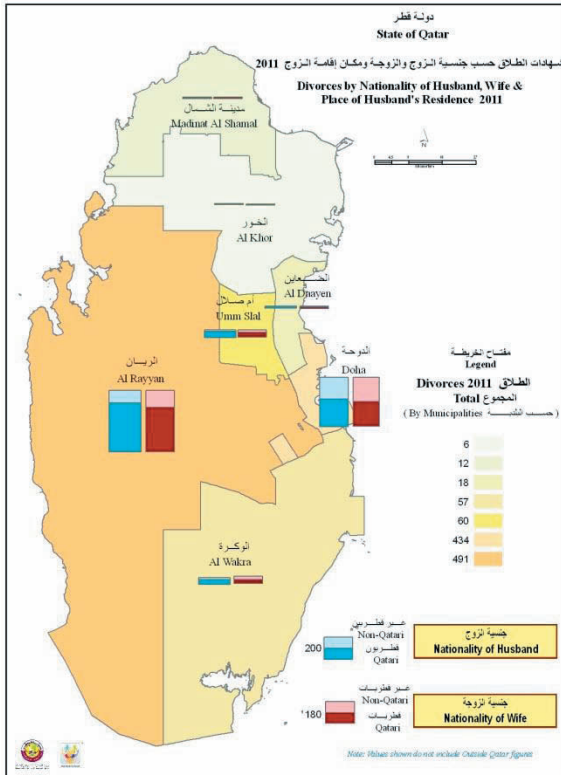 دولة قطر
State of Qatar
شهادات الطلاق حسب جنسية الزوج والزوجة ومكان إقامة الزوج 2011
Divorces by Nationality of Husband, Wife &
Place of Husband's Residence 2011
N
مدينة الشمال
Madinat Al Shamal
الخور
Al Khor
الضعاين
Al Daayen
أم صلال
Umm Slal
الريان
Al Rayyan
الدوحة
Doha
الوكرة
Al Wakra
مفتاح الخريطة
Legend
Divorces 2011 الطلاق
Total المجموع
( By Municipalities حسب البلدية )
6
12
18
57
60
434
491
200
غير قطريين
Non-Qatari
قطريون
Qatari
جنسية الزوج
Nationality of Husband
180
غير قطريات
Non-Qatari
قطريات
Qatari
جنسية الزوجة
Nationality of Wife
Note: Values shown do not include Outside Qatar figures